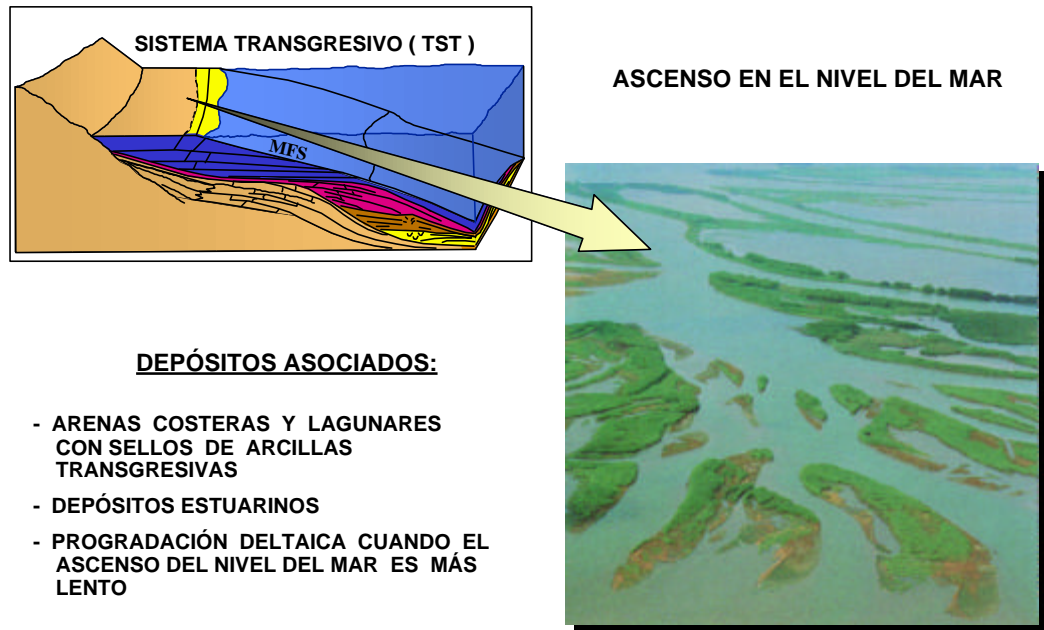 SISTEMA TRANSGRESIVO ( TST )
MFS
ASCENSO EN EL NIVEL DEL MAR
DEPÓSITOS ASOCIADOS:
- ARENAS COSTERAS Y LAGUNARES
CON SELLOS DE ARCILLAS
TRANSGRESIVAS
- DEPÓSITOS ESTUARINOS
- PROGRADACIÓN DELTAICA CUANDO EL
ASCENSO DEL NIVEL DEL MAR ES MÁS
LENTO